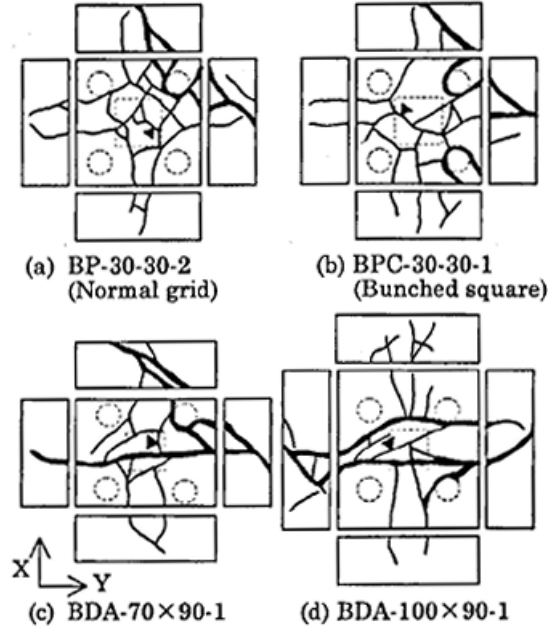 (a) BP-30-30-2
(Normal grid)
(b) BPC-30-30-1
(Bunched square)
X
Y
(c) BDA-70×90-1
(d) BDA-100×90-1